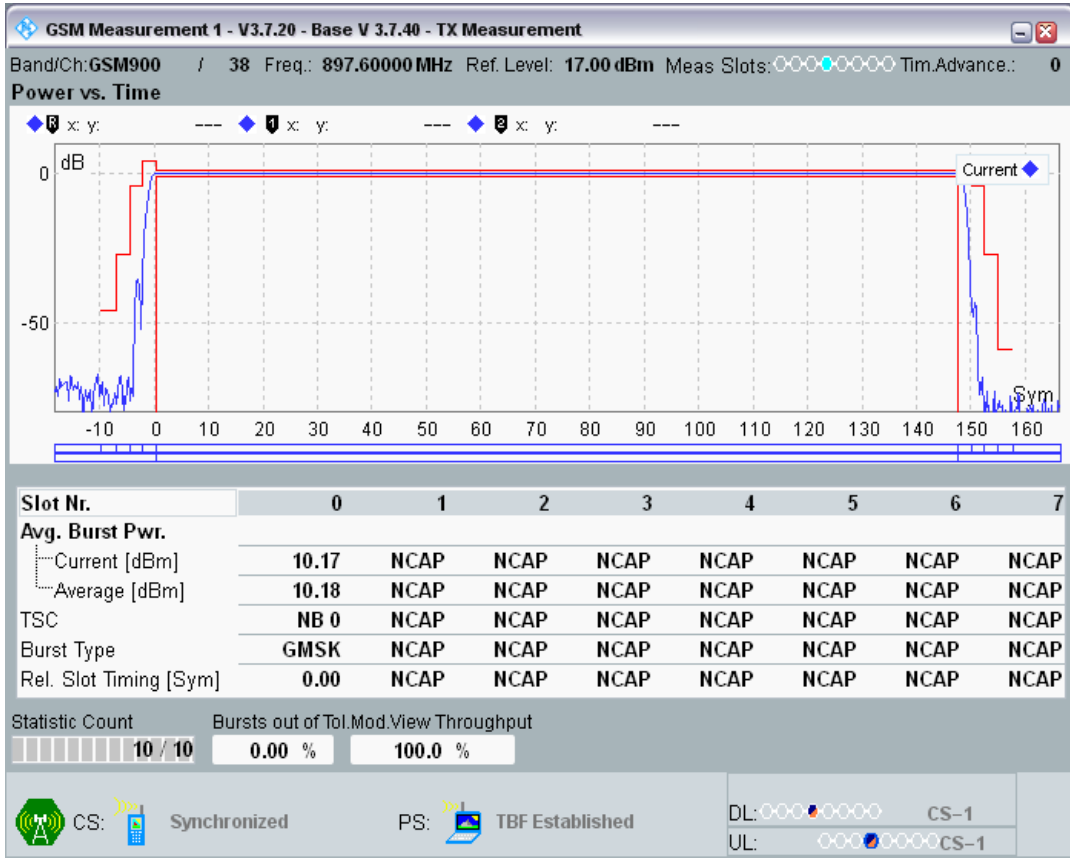 GSM Measurement 1 - V3.7.20 - Base V 3.7.40 - TX Measurement
Band/Ch:GSM900 / 38 Freq.: 897.60000 MHz Ref. Level: 17.00 dBm Meas Slots: Tim.Advance.: 0
Power vs. Time
R x: y: --- 1 x: y: --- 2 x: y: ---
dB
Current
0
-50
Sym
-10 0 10 20 30 40 50 60 70 80 90 100 110 120 130 140 150 160
Slot Nr. 0 1 2 3 4 5 6 7
Avg. Burst Pwr.
Current [dBm] 10.17 NCAP NCAP NCAP NCAP NCAP NCAP NCAP
Average [dBm] 10.18 NCAP NCAP NCAP NCAP NCAP NCAP NCAP
TSC NB 0 NCAP NCAP NCAP NCAP NCAP NCAP NCAP
Burst Type GMSK NCAP NCAP NCAP NCAP NCAP NCAP NCAP
Rel. Slot Timing [Sym] 0.00 NCAP NCAP NCAP NCAP NCAP NCAP NCAP
Statistic Count Bursts out of Tol. Mod.View Throughput
10 / 10 0.00 % 100.0 %
CS: Synchronized PS: TBF Established
DL: CS-1
UL: CS-1